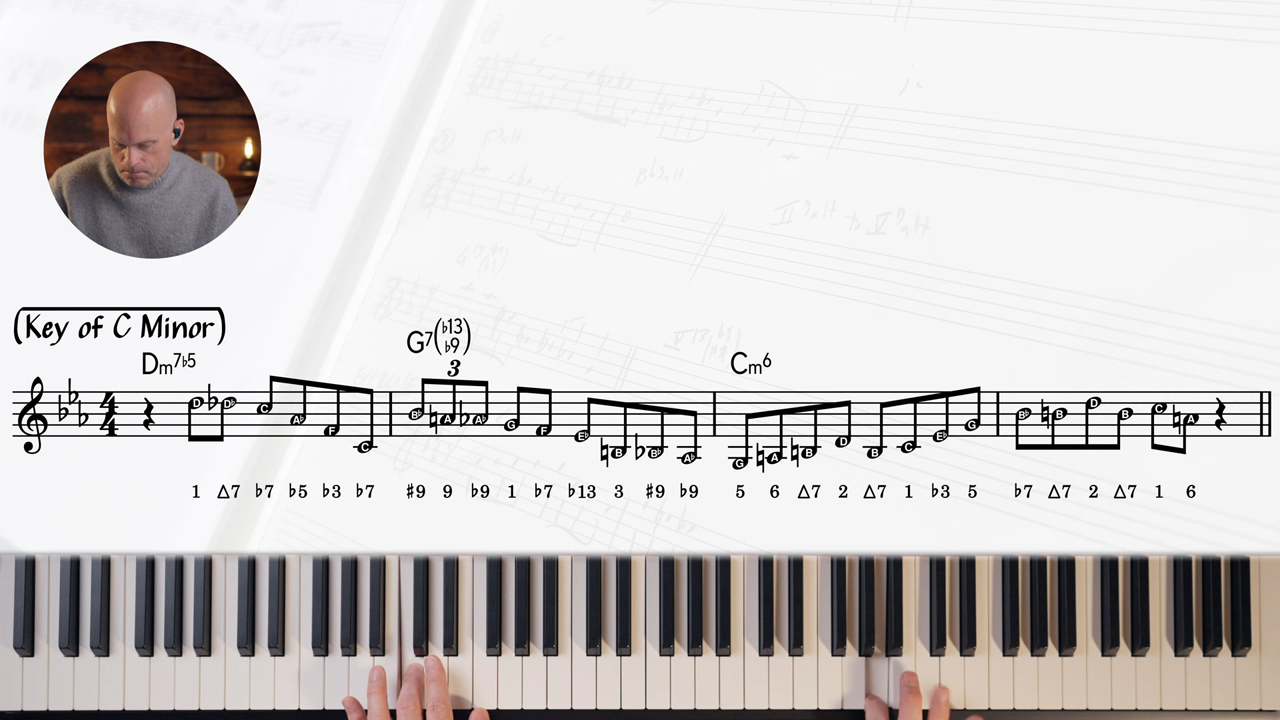 (Key of C Minor)
Dm7♭5 G7(♭13 ♭9) Cm6
3
4 4
D D♭ C A♭ F C B♭ A A♭ G F E♭ B B♭ A♭ G A B D B C E♭ G B♭ B D B C A
1 Δ7 ♭7 ♭5 ♭3 ♭7 ♯9 9 ♭9 1 ♭7 ♭13 3 ♯9 ♭9 5 6 Δ7 2 Δ7 1 ♭3 5 ♭7 Δ7 2 Δ7 1 6